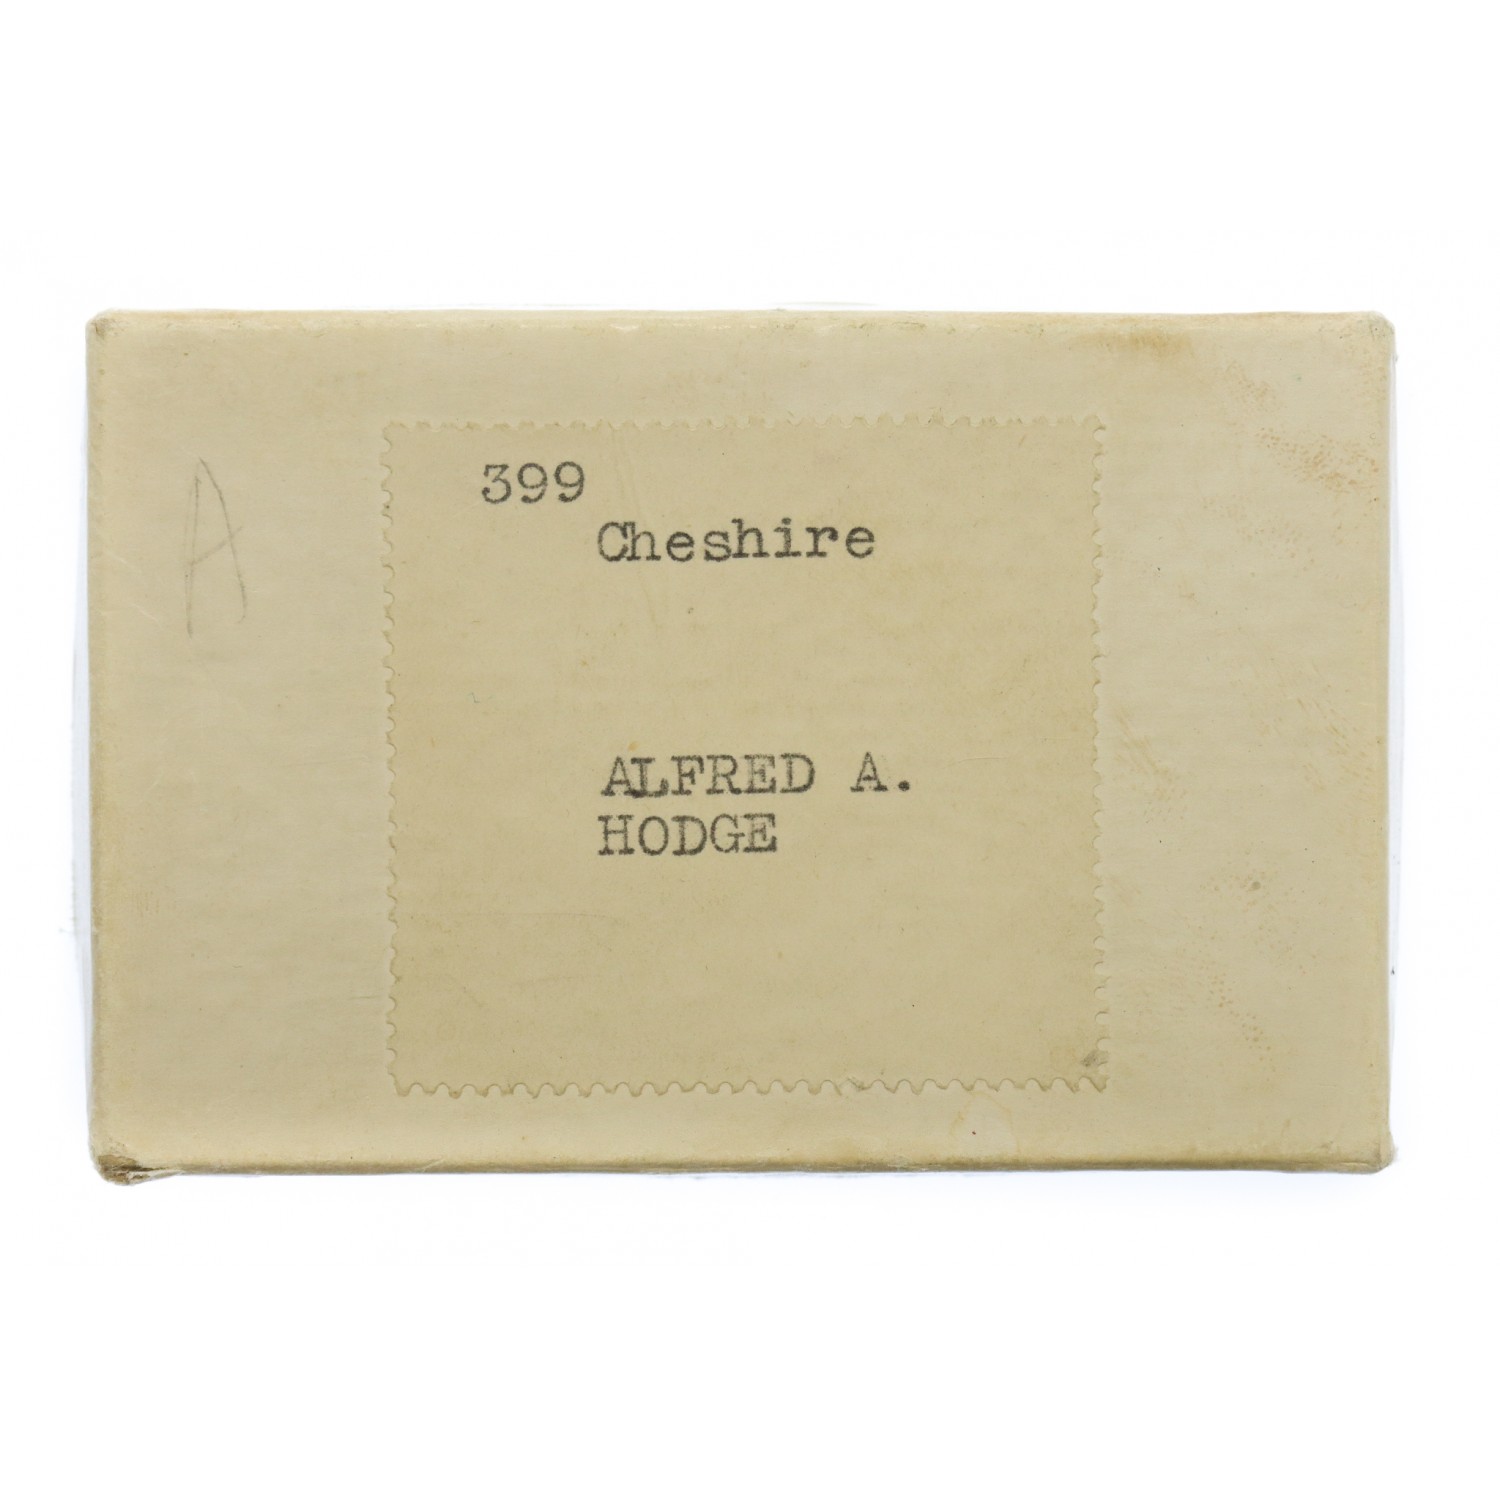 A
399
Cheshire
ALFRED A.
HODGE